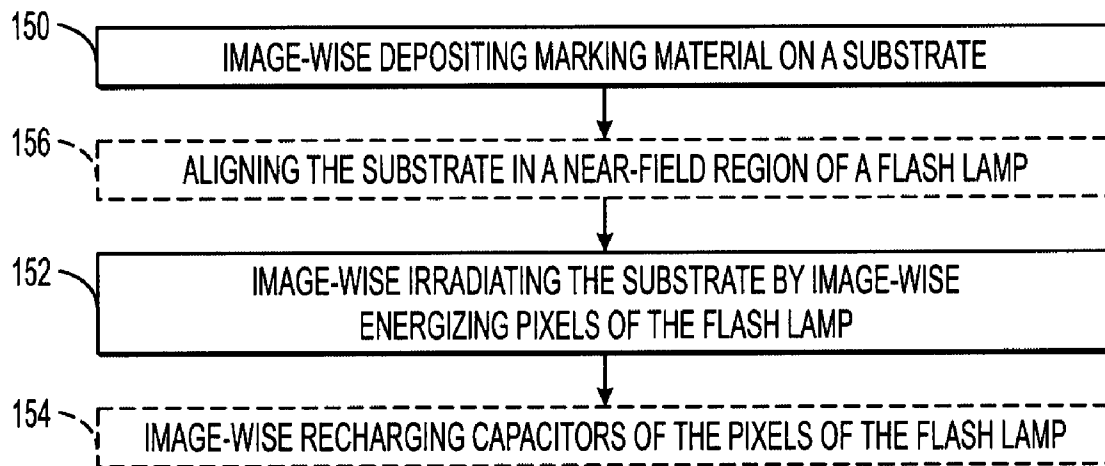 150
IMAGE-WISE DEPOSITING MARKING MATERIAL ON A SUBSTRATE
156
ALIGNING THE SUBSTRATE IN A NEAR-FIELD REGION OF A FLASH LAMP
152
IMAGE-WISE IRRADIATING THE SUBSTRATE BY IMAGE-WISE
ENERGIZING PIXELS OF THE FLASH LAMP
154
IMAGE-WISE RECHARGING CAPACITORS OF THE PIXELS OF THE FLASH LAMP